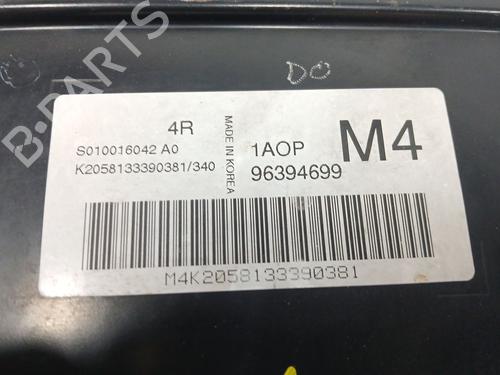 B-PARTS
DO
4R
S010016042 A0
K2058133390381/340
MADE IN KOREA
1AOP
96394699
M4
M4K2058133390381